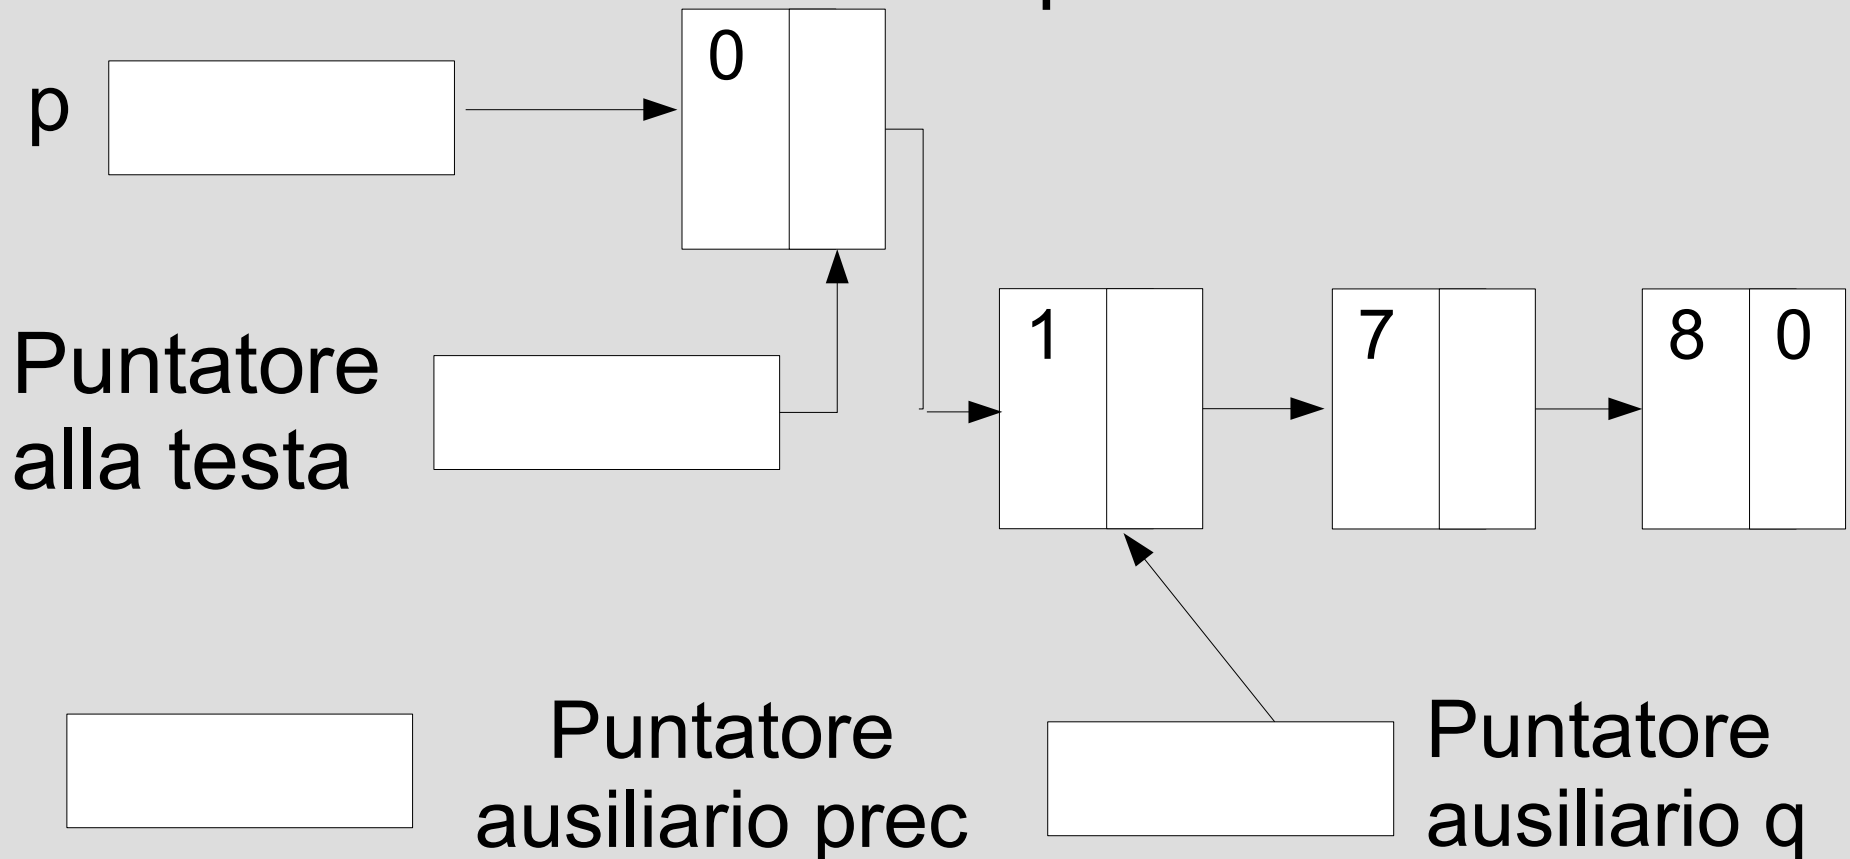 0
p
Puntatore
alla testa
1 7 8 0
Puntatore
ausiliario prec
Puntatore
ausiliario q